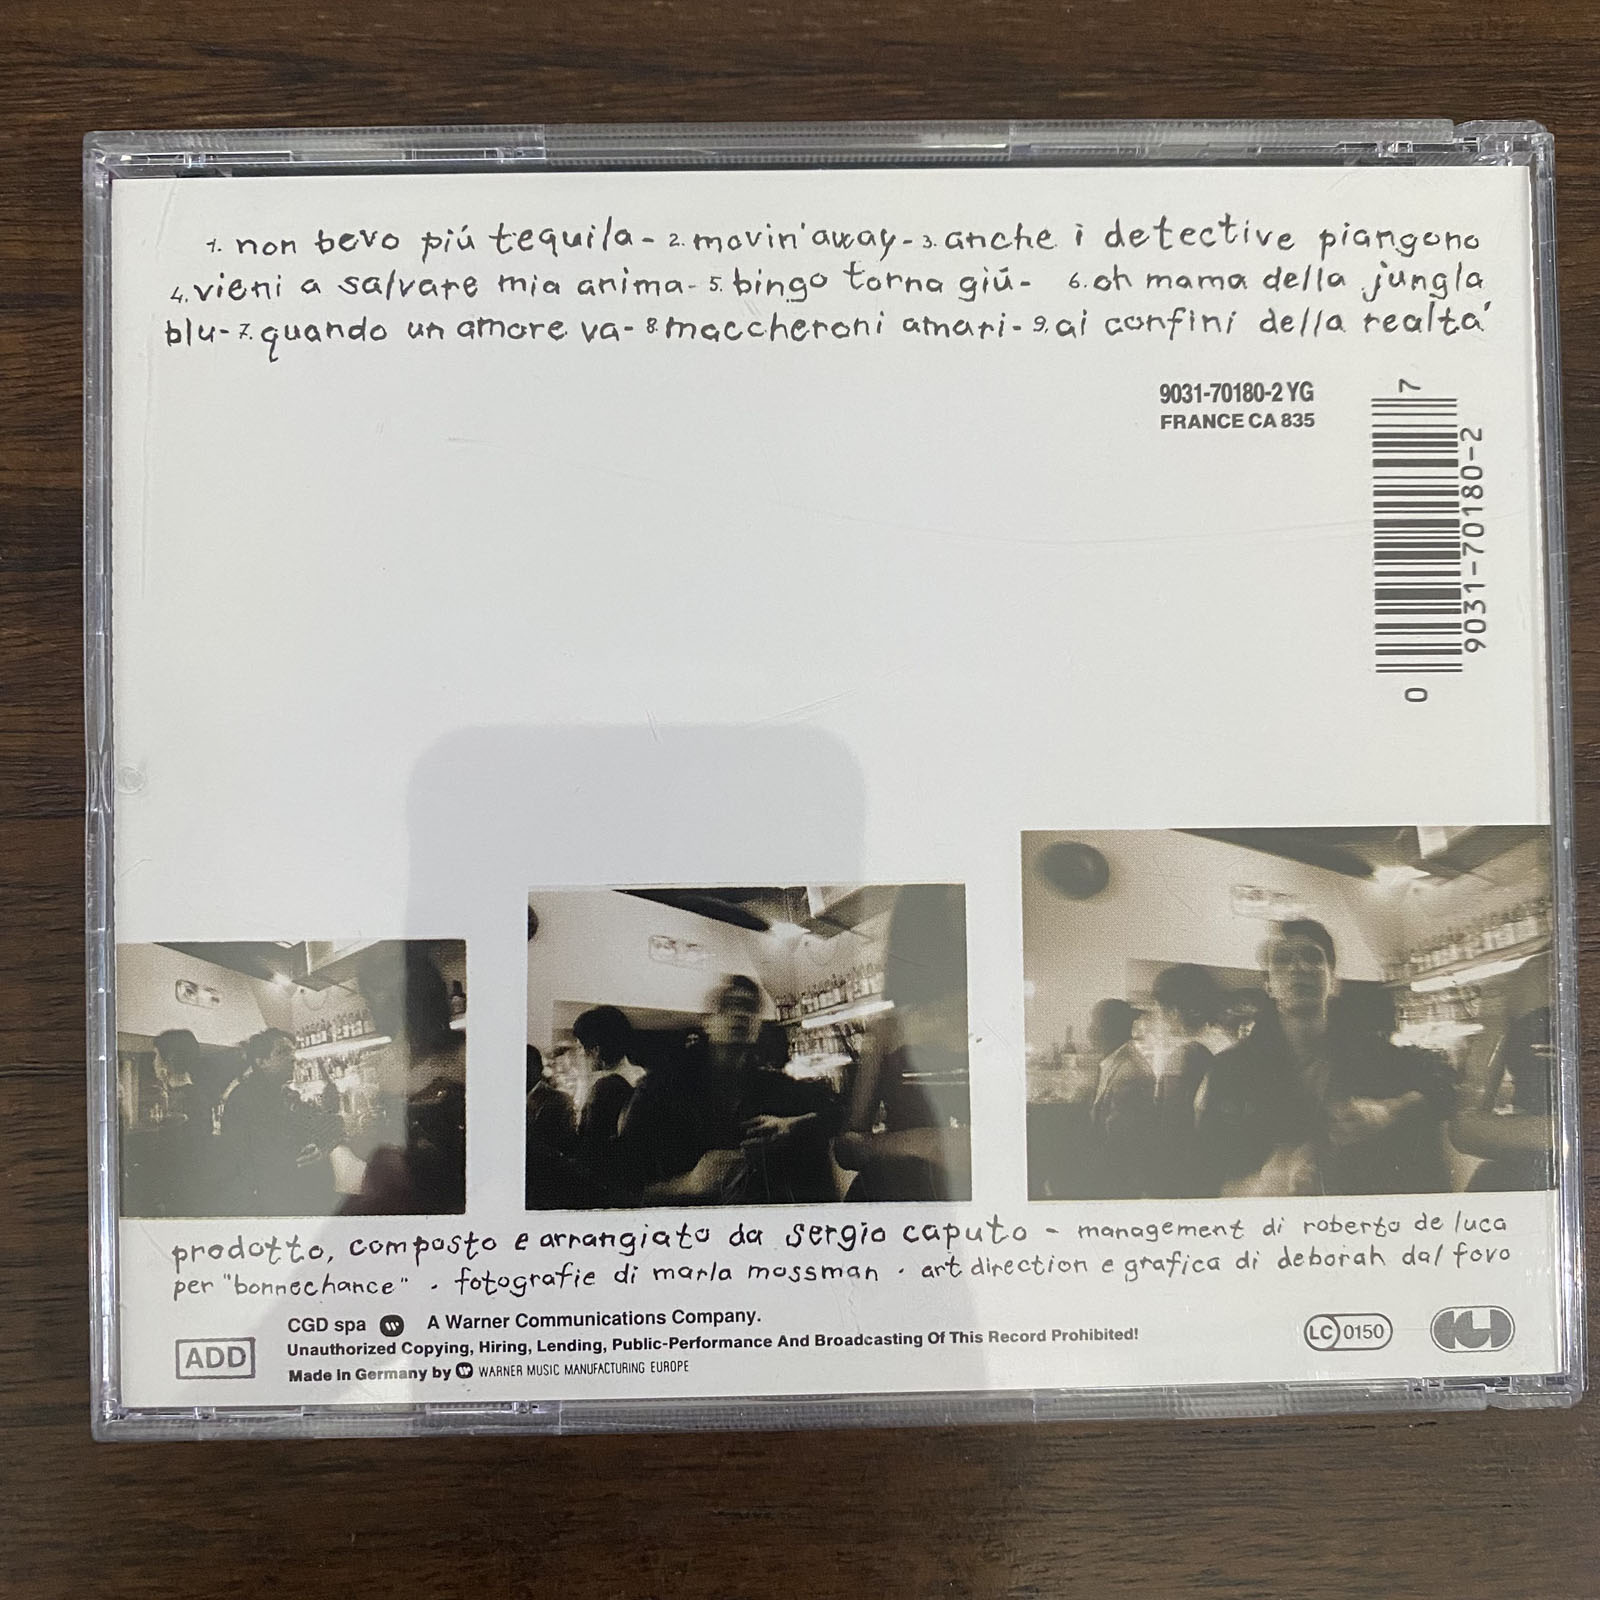 1. non bevo piú tequila - 2. movin' away - 3. anche i detective piangono
4. vieni a salvare mia anima - 5. bingo torna giú - 6. oh mama della jungla
blu - 7. quando un amore va - 8. maccheroni amari - 9. ai confini della realta'
9031-70180-2 YG
FRANCE CA 835
7
9031-70180-2
0
prodotto, composto e arrangiato da sergio caputo - management di roberto de luca
per "bonnechance" . fotografie di marla mossman . art direction e grafica di deborah dal fovo
CGD spa W A Warner Communications Company.
Unauthorized Copying, Hiring, Lending, Public-Performance And Broadcasting Of This Record Prohibited!
ADD
Made in Germany by W WARNER MUSIC MANUFACTURING EUROPE
LC 0150
CGD